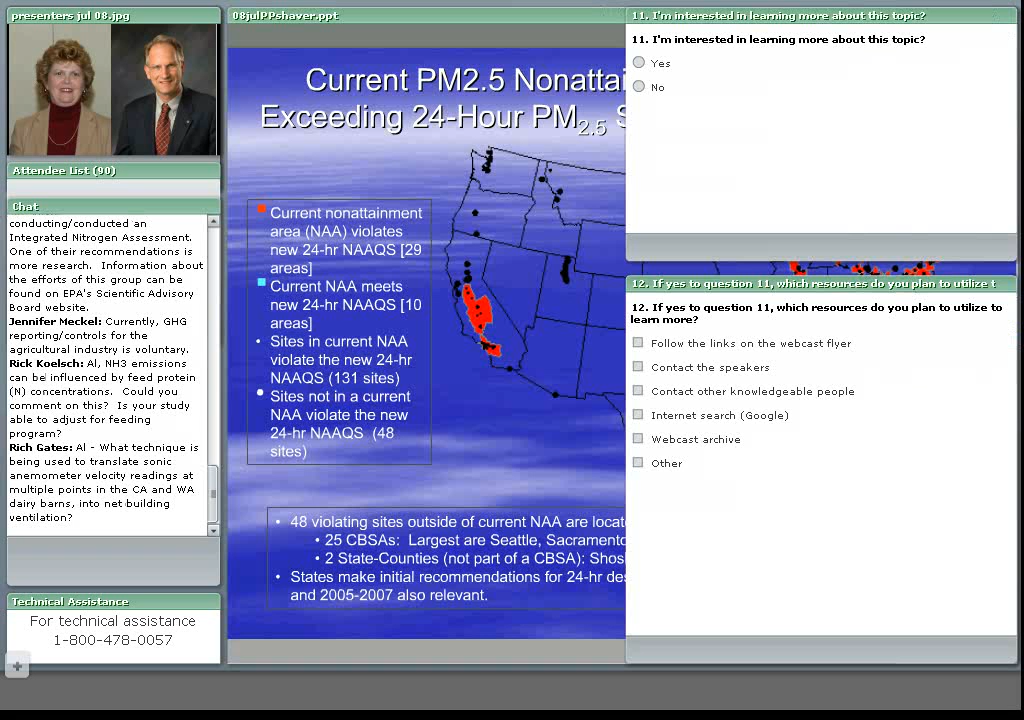 presenters jul 08.jpg
Attendee List (90)
Chat
conducting/conducted an
Integrated Nitrogen Assessment.
One of their recommendations is
more research. Information about
the efforts of this group can be
found on EPA's Scientific Advisory
Board website.
Jennifer Meckel: Currently, GHG
reporting/controls for the
agricultural industry is voluntary.
Rick Koelsch: Al, NH3 emissions
can be influenced by feed protein
(N) concentrations. Could you
comment on this? Is your study
able to adjust for feeding
program?
Rich Gates: Al - What technique is
being used to translate sonic
anemometer velocity readings at
multiple points in the CA and WA
dairy barns, into net building
ventilation?
Technical Assistance
For technical assistance
1-800-478-0057
08julPPshaver.ppt
Current PM2.5 Nonattai
Exceeding 24-Hour PM2.5 S
Current nonattainment
area (NAA) violates
new 24-hr NAAQS [29
areas]
Current NAA meets
new 24-hr NAAQS [10
areas]
• Sites in current NAA
violate the new 24-hr
NAAQS (131 sites)
• Sites not in a current
NAA violate the new
24-hr NAAQS (48
sites)
• 48 violating sites outside of current NAA are locat
• 25 CBSAs: Largest are Seattle, Sacramento
• 2 State-Counties (not part of a CBSA): Shos
• States make initial recommendations for 24-hr des
and 2005-2007 also relevant.
11. I'm interested in learning more about this topic?
11. I'm interested in learning more about this topic?
Yes
No
12. If yes to question 11, which resources do you plan to utilize t
12. If yes to question 11, which resources do you plan to utilize to
learn more?
Follow the links on the webcast flyer
Contact the speakers
Contact other knowledgeable people
Internet search (Google)
Webcast archive
Other